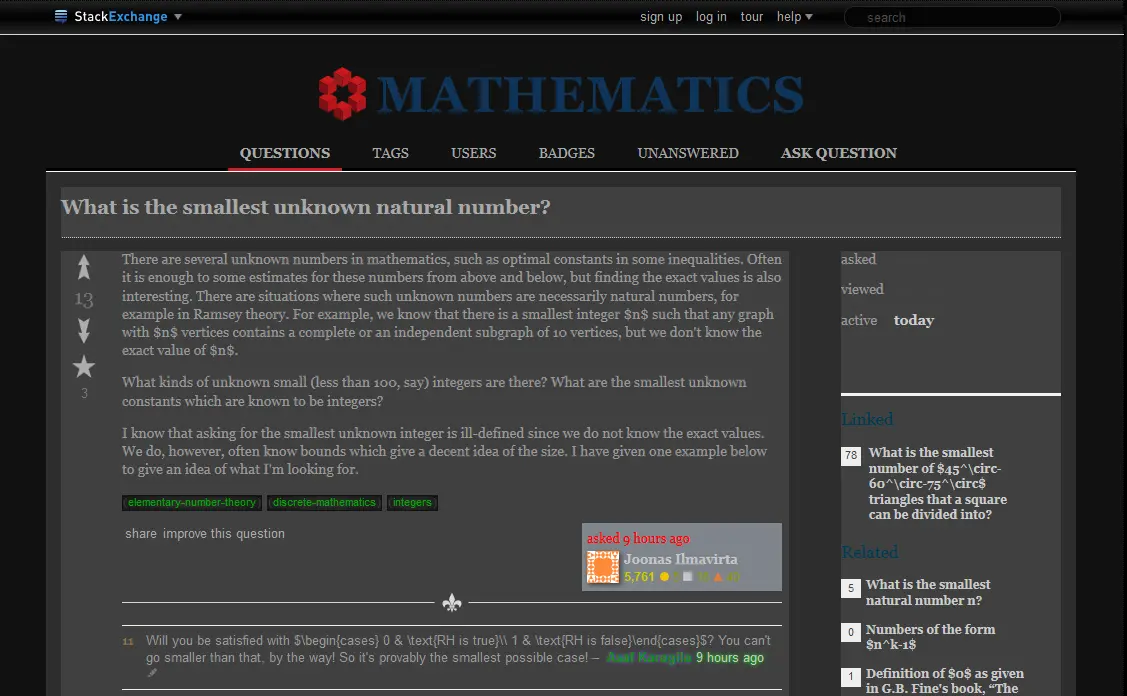 StackExchange
sign up log in tour help
search
MATHEMATICS
QUESTIONS TAGS USERS BADGES UNANSWERED ASK QUESTION
What is the smallest unknown natural number?
There are several unknown numbers in mathematics, such as optimal constants in some inequalities. Often
it is enough to some estimates for these numbers from above and below, but finding the exact values is also
interesting. There are situations where such unknown numbers are necessarily natural numbers, for
example in Ramsey theory. For example, we know that there is a smallest integer $n$ such that any graph
with $n$ vertices contains a complete or an independent subgraph of 10 vertices, but we don't know the
exact value of $n$.
13
3
What kinds of unknown small (less than 100, say) integers are there? What are the smallest unknown
constants which are known to be integers?
I know that asking for the smallest unknown integer is ill-defined since we do not know the exact values.
We do, however, often know bounds which give a decent idea of the size. I have given one example below
to give an idea of what I'm looking for.
elementary-number-theory discrete-mathematics integers
share improve this question
asked 9 hours ago
Joonas Ilmavirta
5,761
11
Will you be satisfied with $\begin{cases} 0 & \text{RH is true}\\ 1 & \text{RH is false}\end{cases}$? You can't
go smaller than that, by the way! So it's provably the smallest possible case! –
9 hours ago
asked
viewed
active today
Linked
78 What is the smallest
number of $45^\circ-
60^\circ-75^\circ$
triangles that a square
can be divided into?
Related
5 What is the smallest
natural number n?
0 Numbers of the form
$n^k-1$
1 Definition of $0$ as given
in G.B. Fine's book, “The